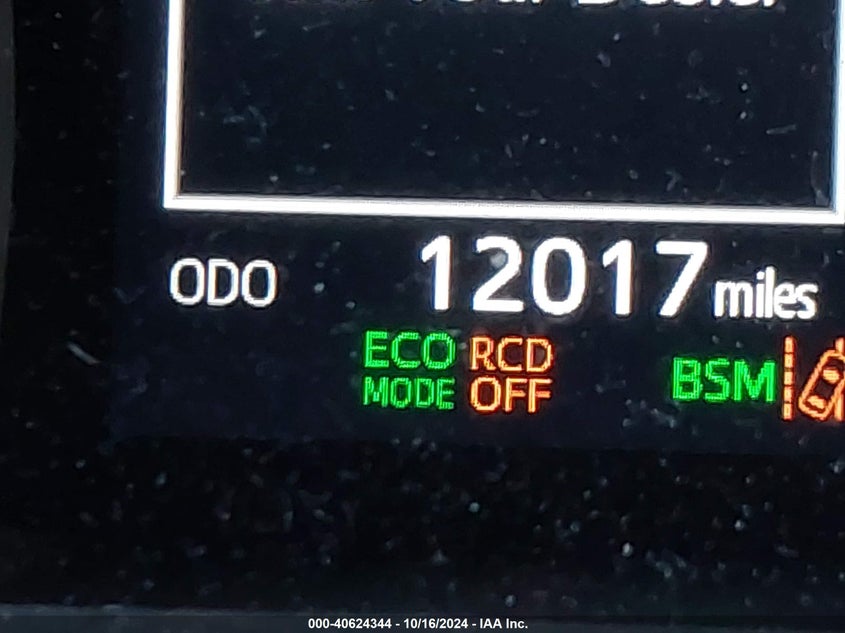 ODO 12017 miles
ECO RCD
MODE OFF BSM
000-40624344 - 10/16/2024 - IAA Inc.